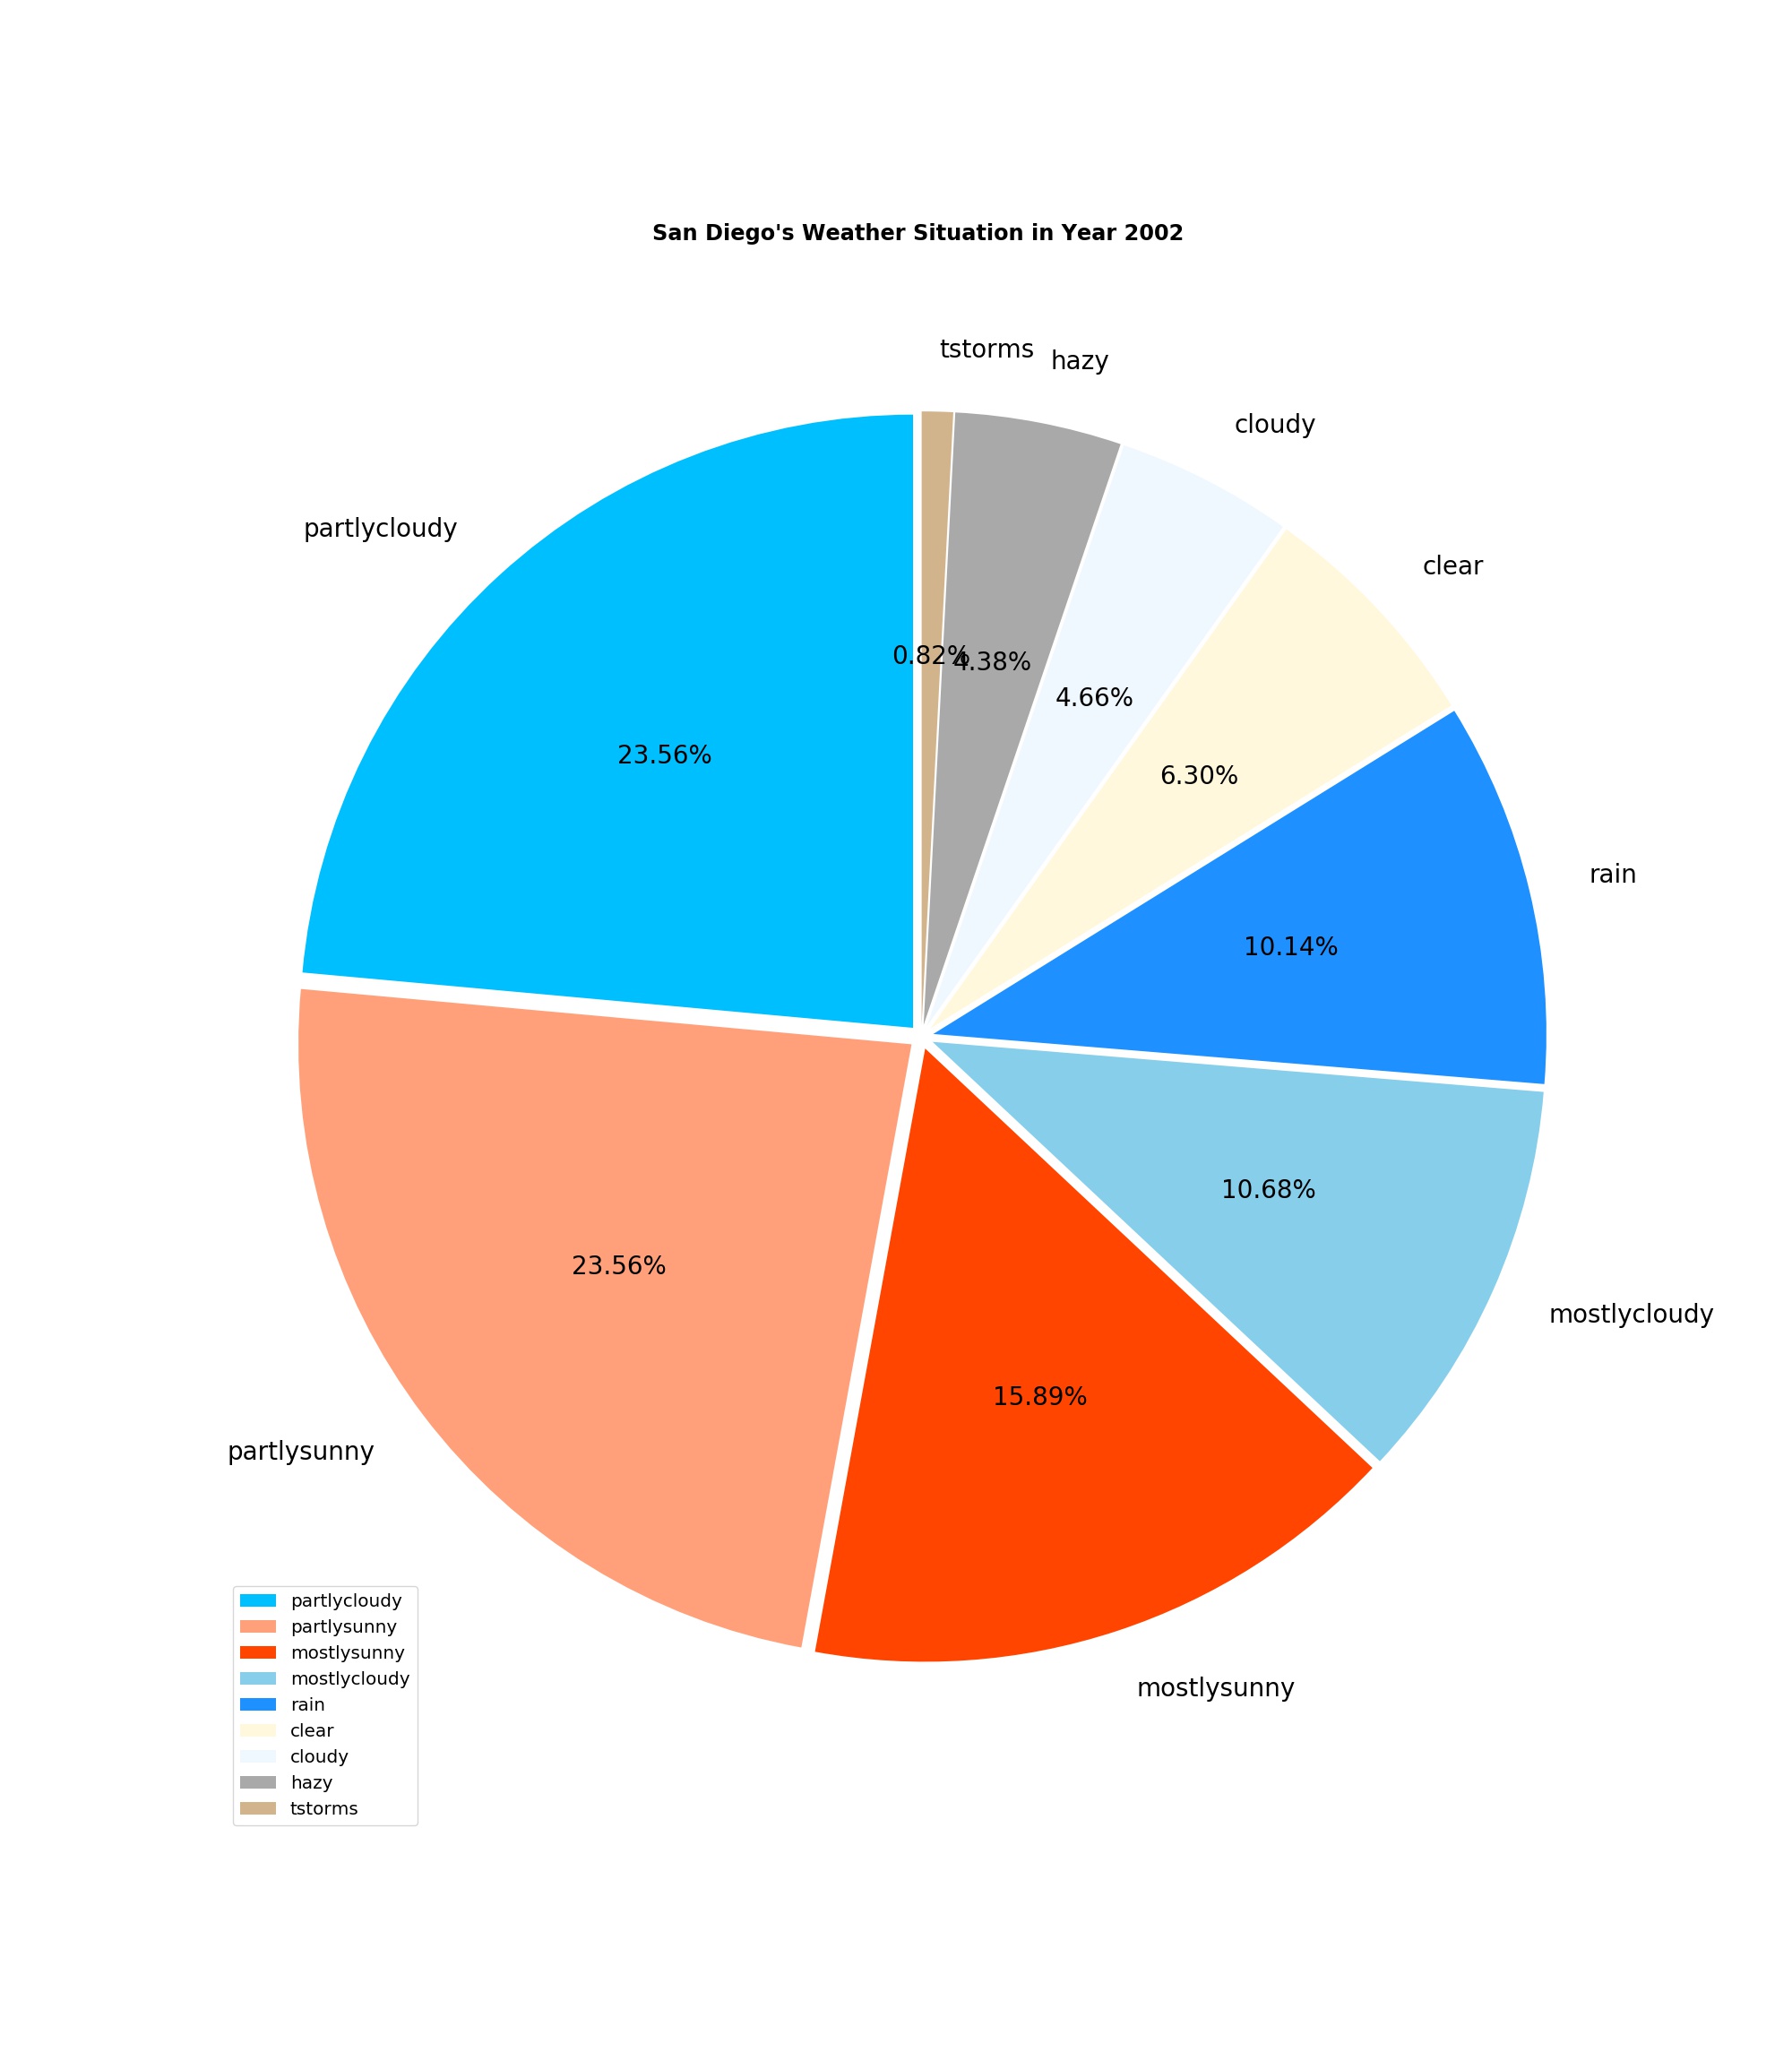 San Diego's Weather Situation in Year 2002
tstorms
hazy
cloudy
clear
partlycloudy
0.82%
4.38%
4.66%
23.56%
6.30%
rain
10.14%
10.68%
23.56%
mostlycloudy
15.89%
partlysunny
mostlysunny
partlycloudy
partlysunny
mostlysunny
mostlycloudy
rain
clear
cloudy
hazy
tstorms